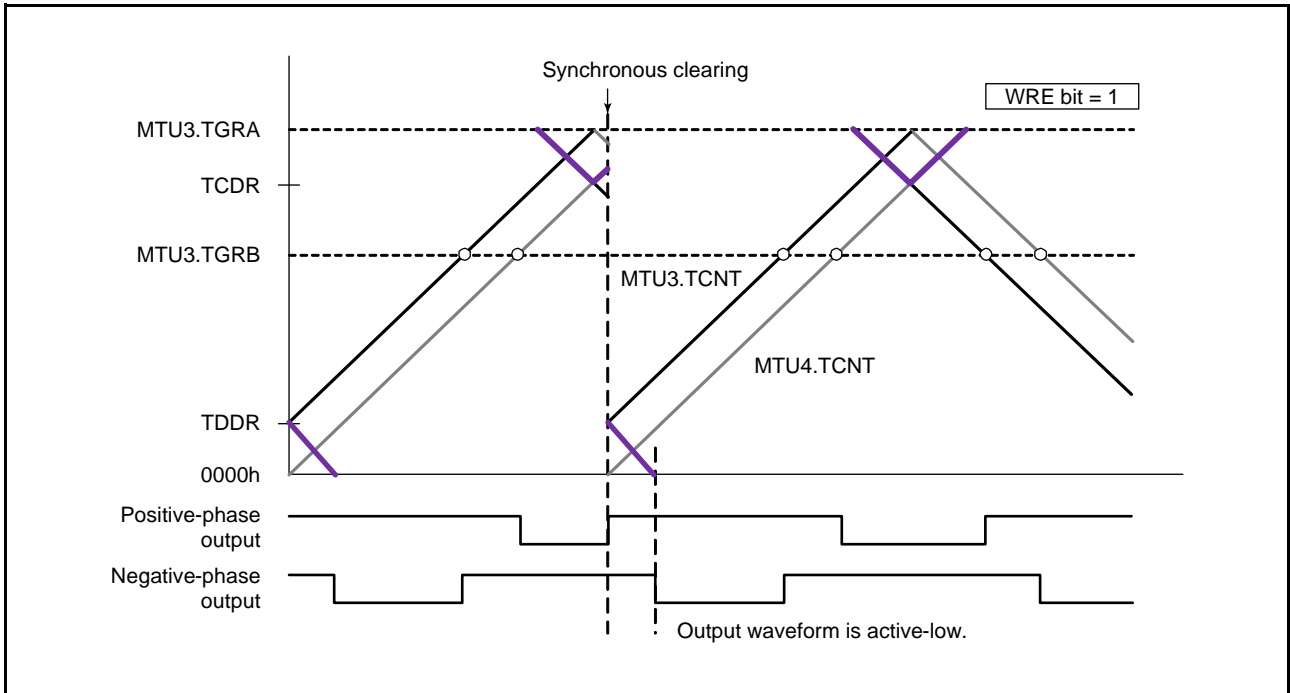 Synchronous clearing
WRE bit = 1
MTU3.TGRA
TCDR
MTU3.TGRB
MTU3.TCNT
MTU4.TCNT
TDDR
0000h
Positive-phase
output
Negative-phase
output
Output waveform is active-low.